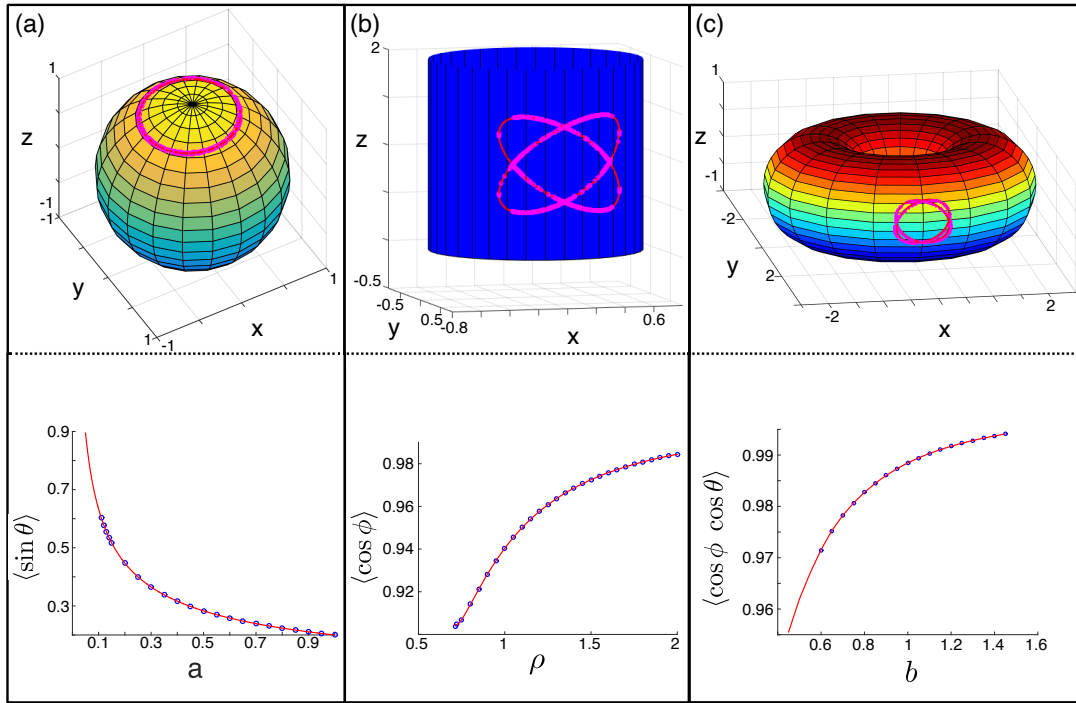 (a)
1
z
-1
-1
y
1
-1
x
1
(b)
2
z
-0.5
-0.5
y
0.5
-0.8
x
0.6
(c)
1
z
-1
-2
y
2
-2
x
2
⟨sin θ⟩
0.9
0.7
0.5
0.3
0.1
0.3
0.5
0.7
0.9
a
⟨cos ϕ⟩
0.98
0.96
0.94
0.92
0.5
1
1.5
2
ρ
⟨cos ϕ cos θ⟩
0.99
0.98
0.97
0.96
0.6
0.8
1
1.2
1.4
1.6
b